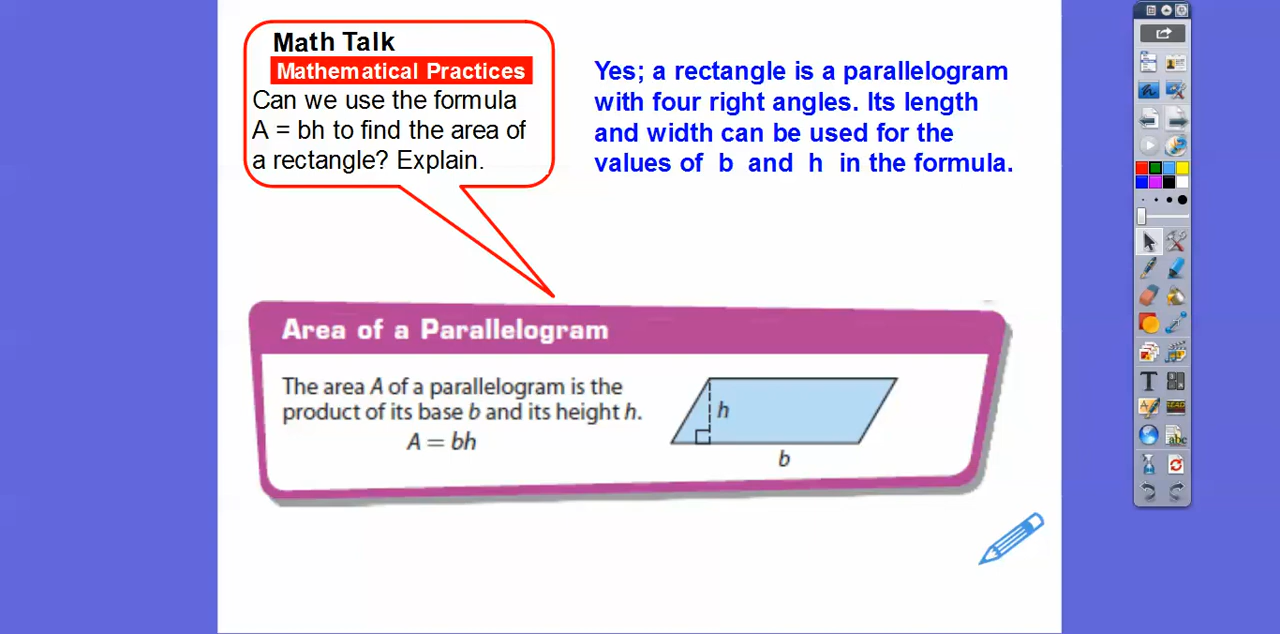 Math Talk
Mathematical Practices
Can we use the formula
A = bh to find the area of
a rectangle? Explain.
Yes; a rectangle is a parallelogram
with four right angles. Its length
and width can be used for the
values of b and h in the formula.
Area of a Parallelogram
The area A of a parallelogram is the
product of its base b and its height h.
A = bh
h
b
T
abc